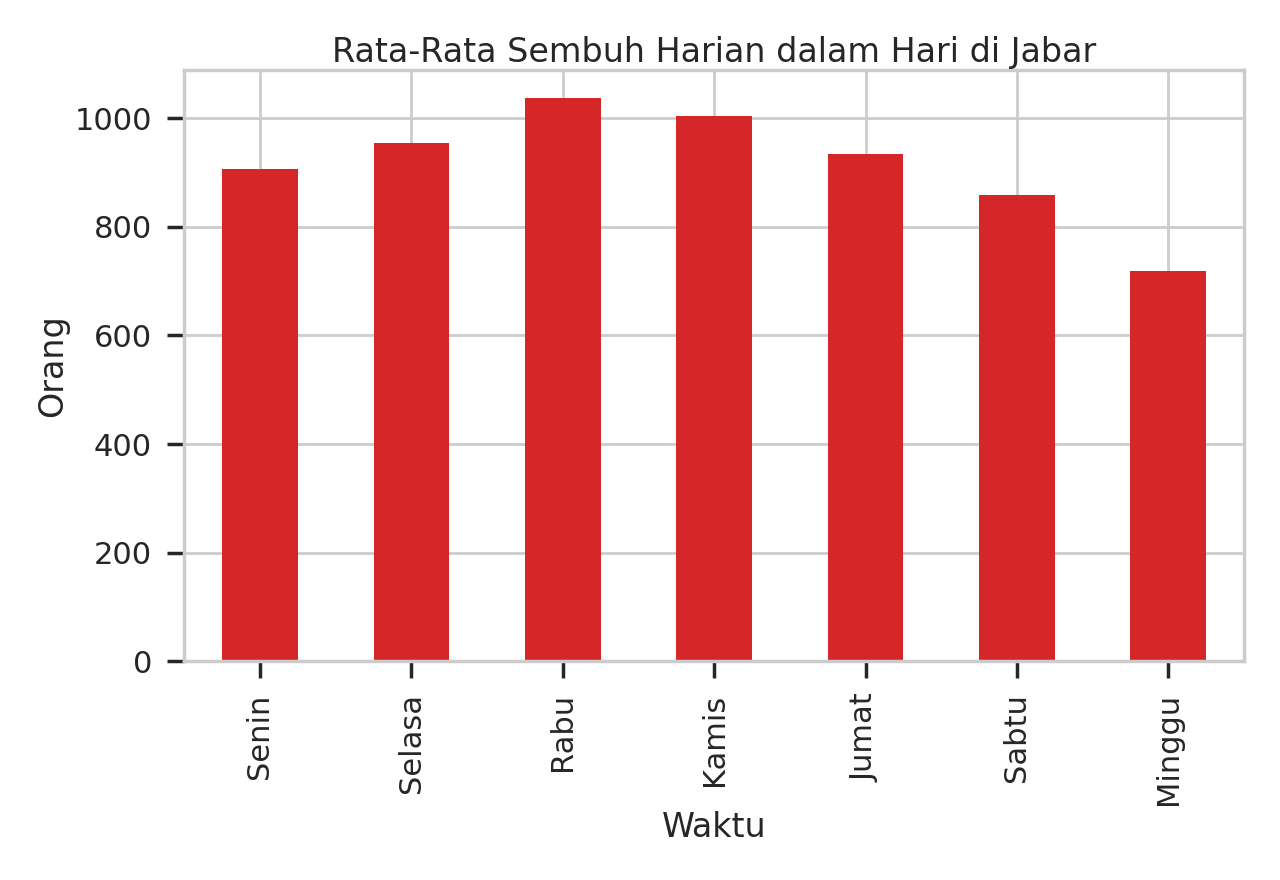 Rata-Rata Sembuh Harian dalam Hari di Jabar
Orang
1000
800
600
400
200
0
Senin
Selasa
Rabu
Kamis
Jumat
Sabtu
Minggu
Waktu